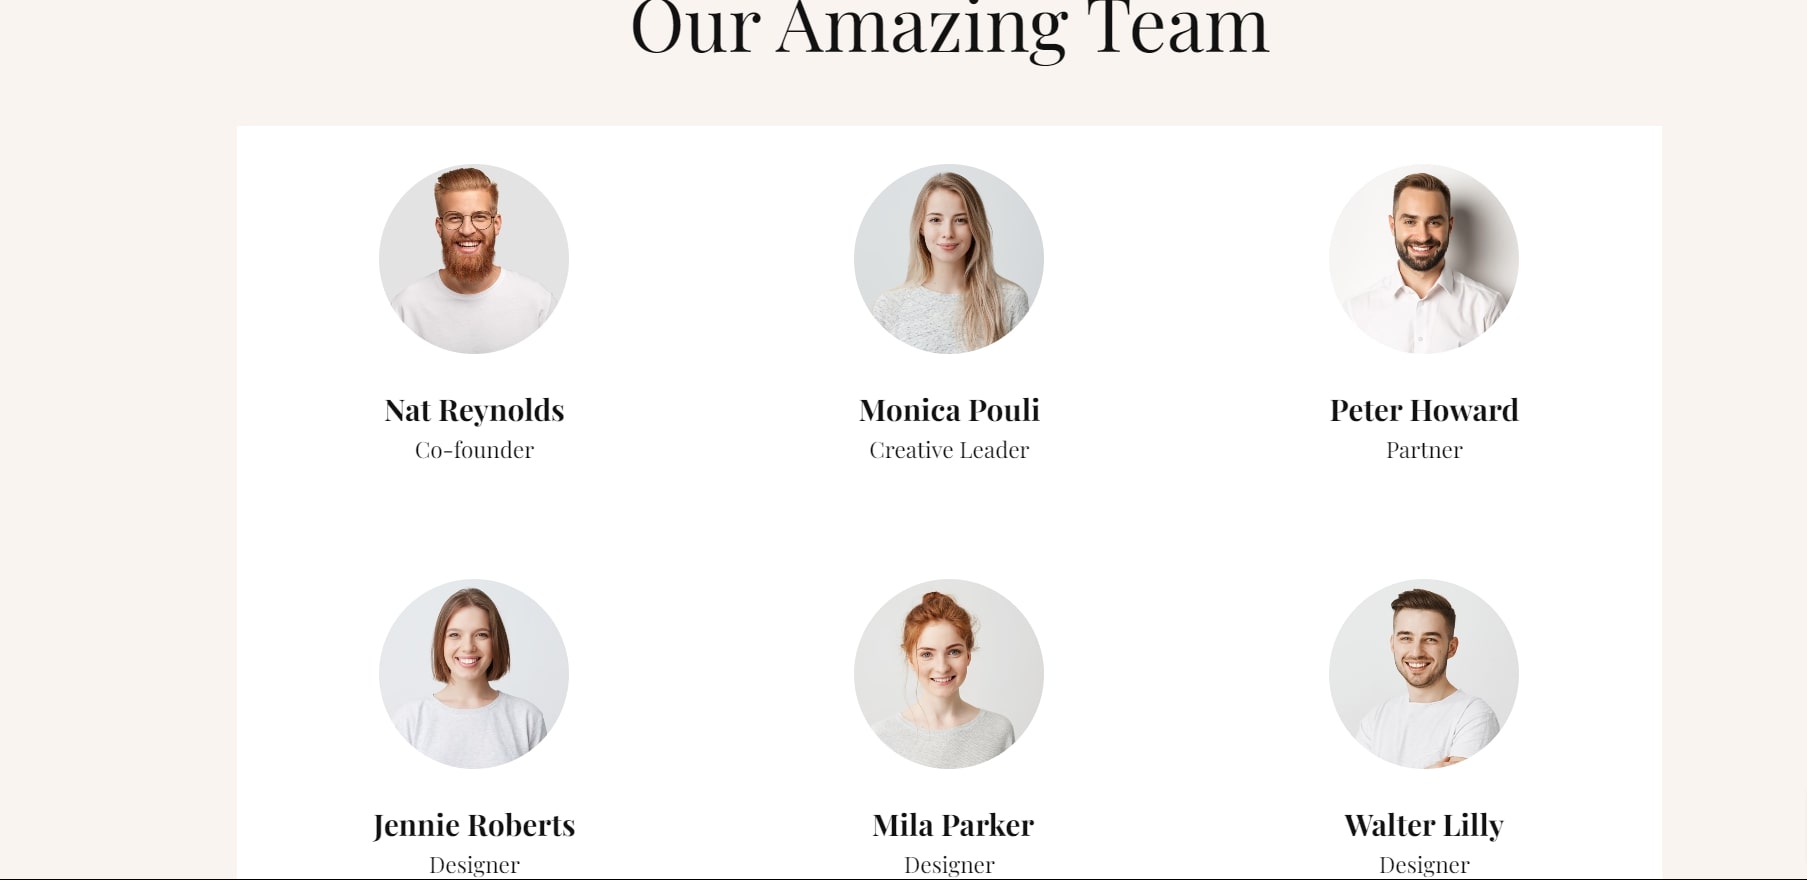 Our Amazing Team
Nat Reynolds
Co-founder
Monica Pouli
Creative Leader
Peter Howard
Partner
Jennie Roberts
Designer
Mila Parker
Designer
Walter Lilly
Designer